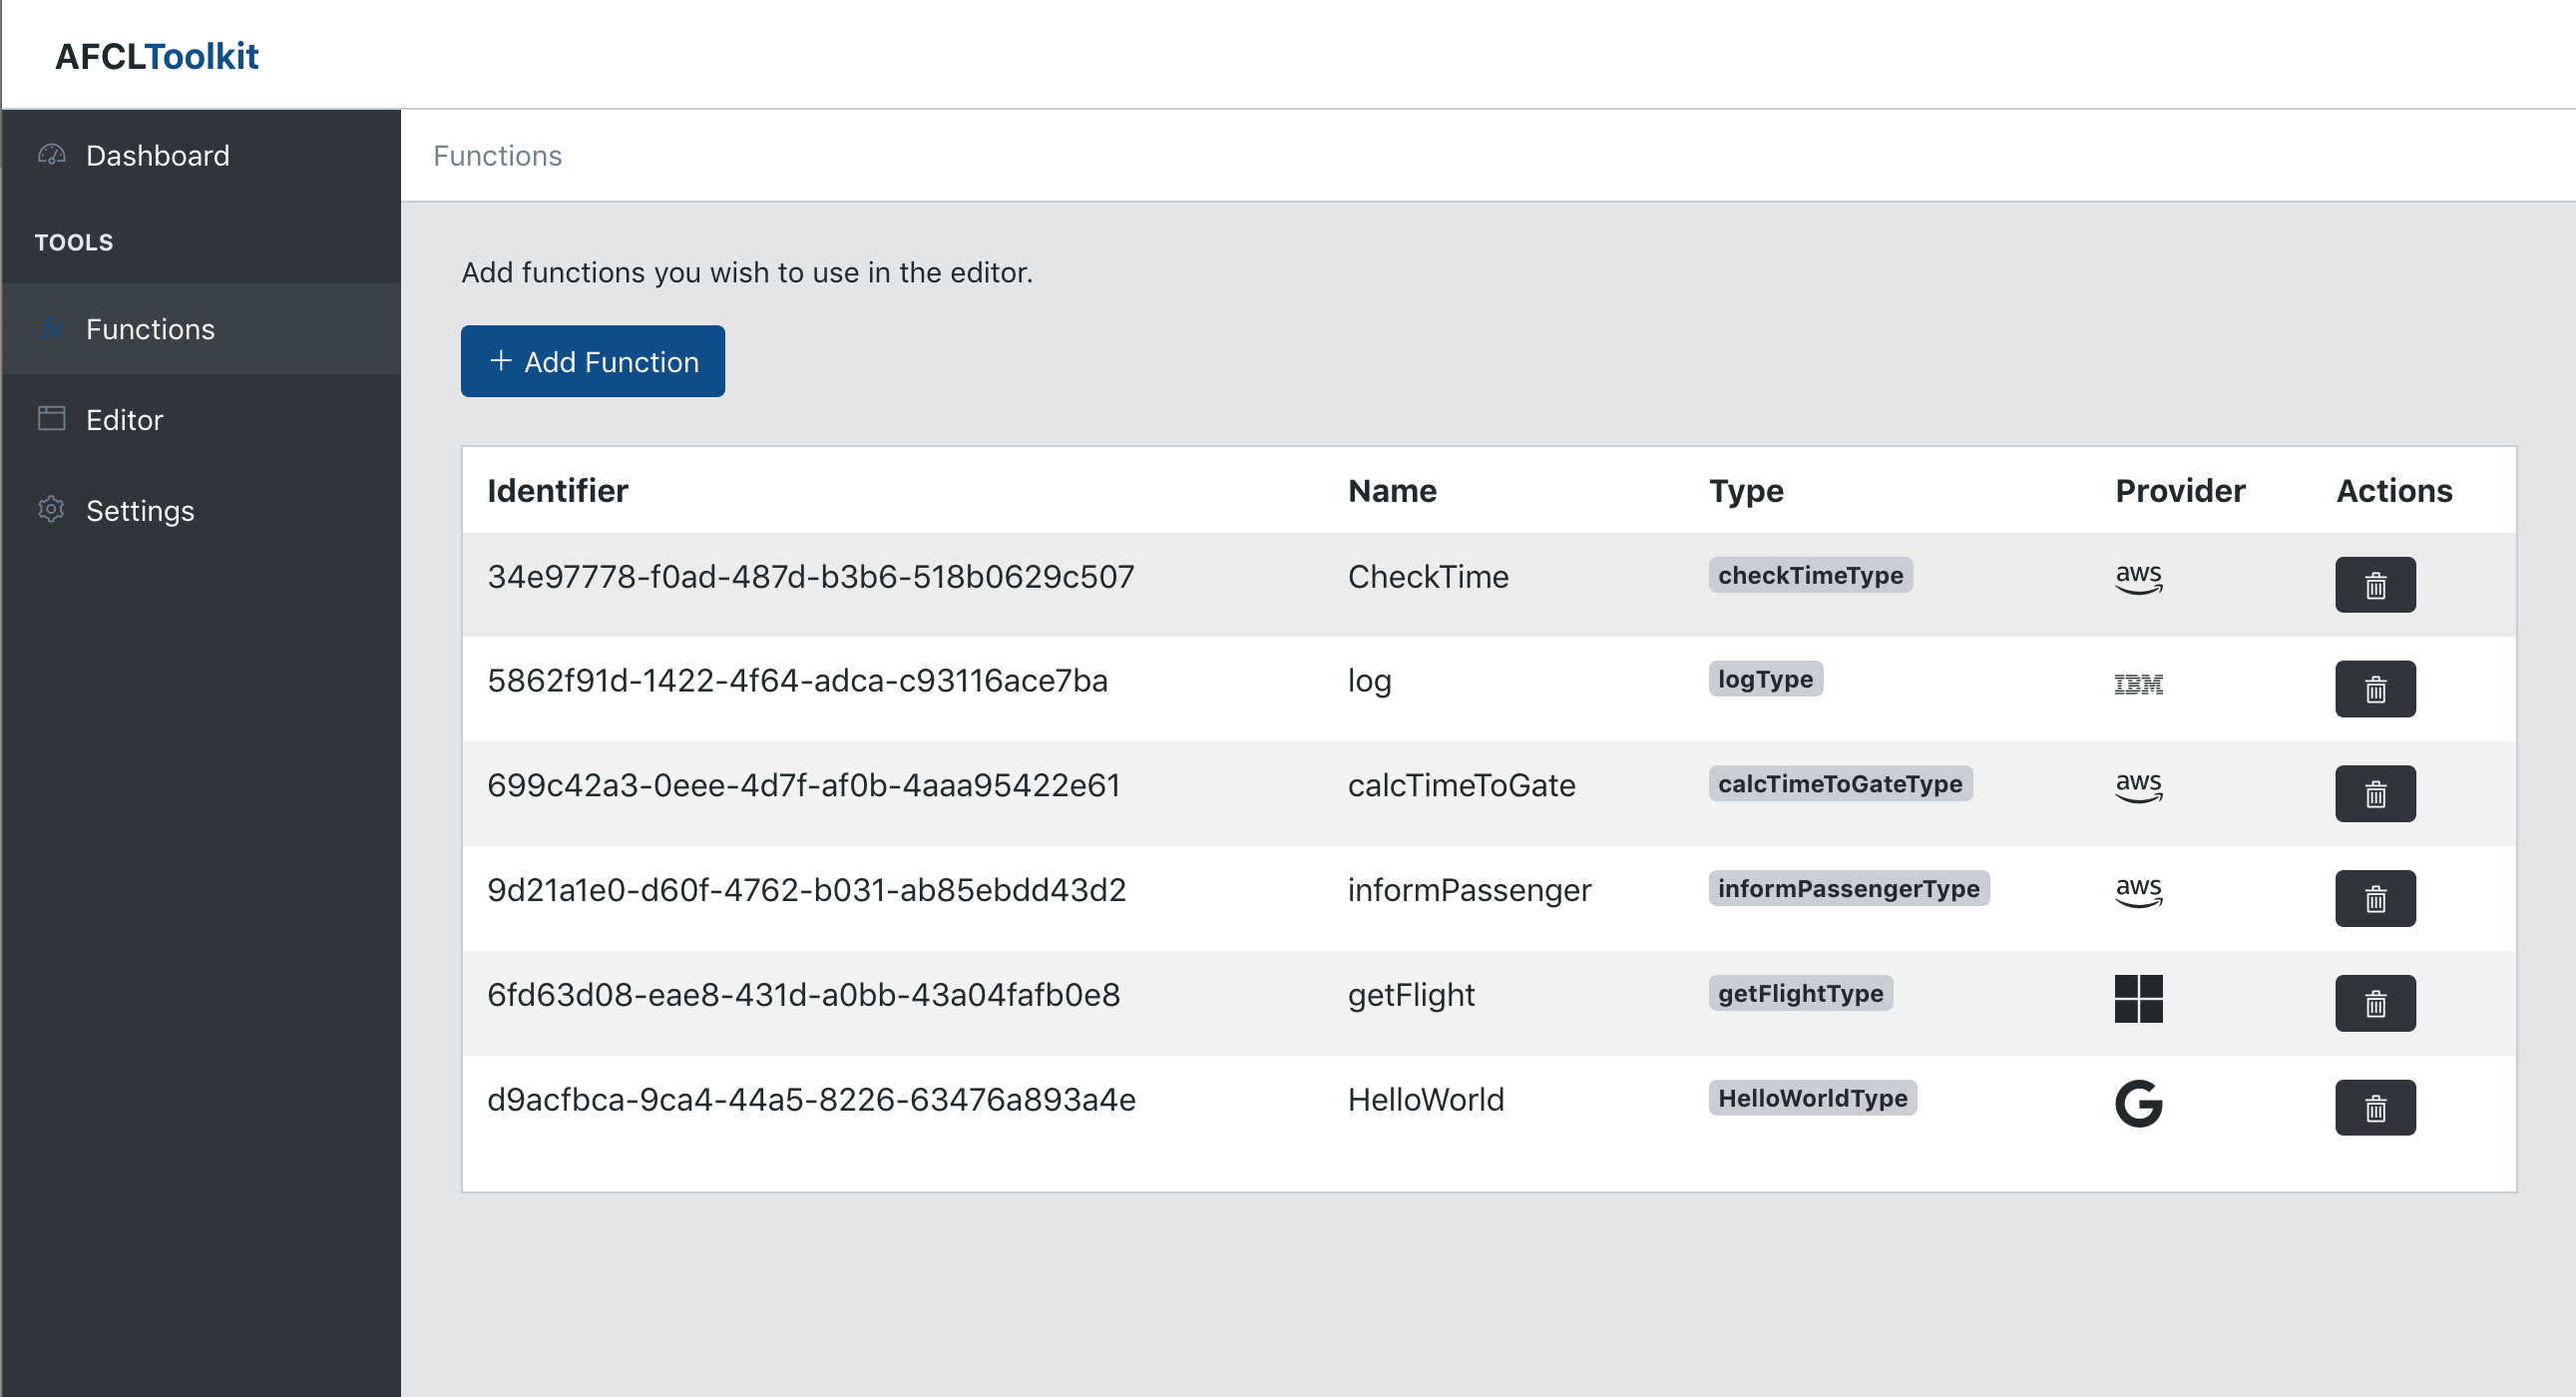 AFCLToolkit
Dashboard
TOOLS
Functions
Editor
Settings
Functions
Add functions you wish to use in the editor.
+ Add Function
Identifier Name Type Provider Actions
34e97778-f0ad-487d-b3b6-518b0629c507 CheckTime checkTimeType aws
5862f91d-1422-4f64-adca-c93116ace7ba log logType IBM
699c42a3-0eee-4d7f-af0b-4aaa95422e61 calcTimeToGate calcTimeToGateType aws
9d21a1e0-d60f-4762-b031-ab85ebdd43d2 informPassenger informPassengerType aws
6fd63d08-eae8-431d-a0bb-43a04fafb0e8 getFlight getFlightType
d9acfbca-9ca4-44a5-8226-63476a893a4e HelloWorld HelloWorldType G